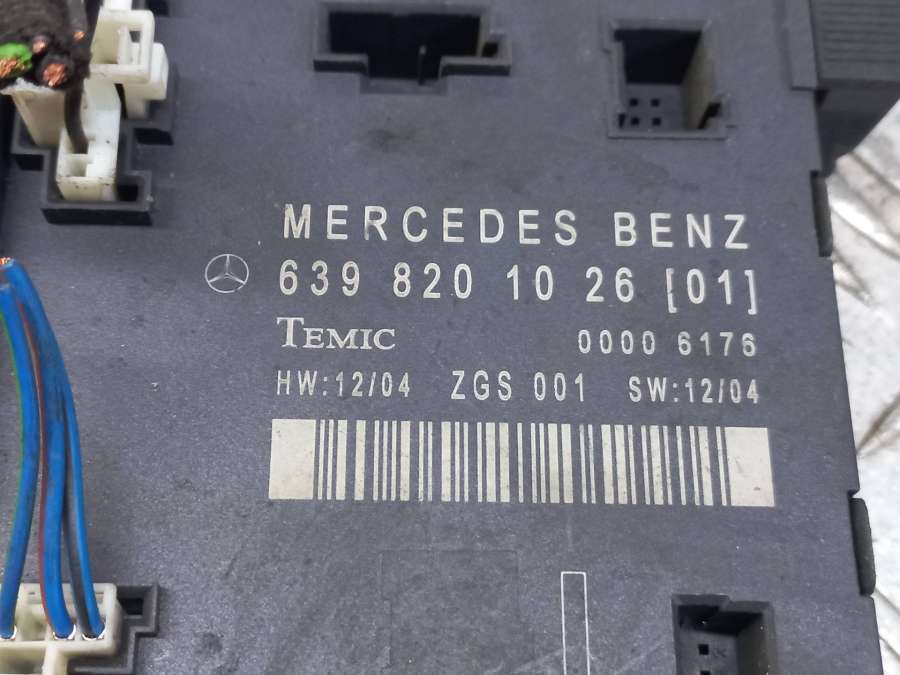 MERCEDES BENZ
639 820 10 26 [01]
TEMIC 0000 6176
HW:12/04 ZGS 001 SW:12/04